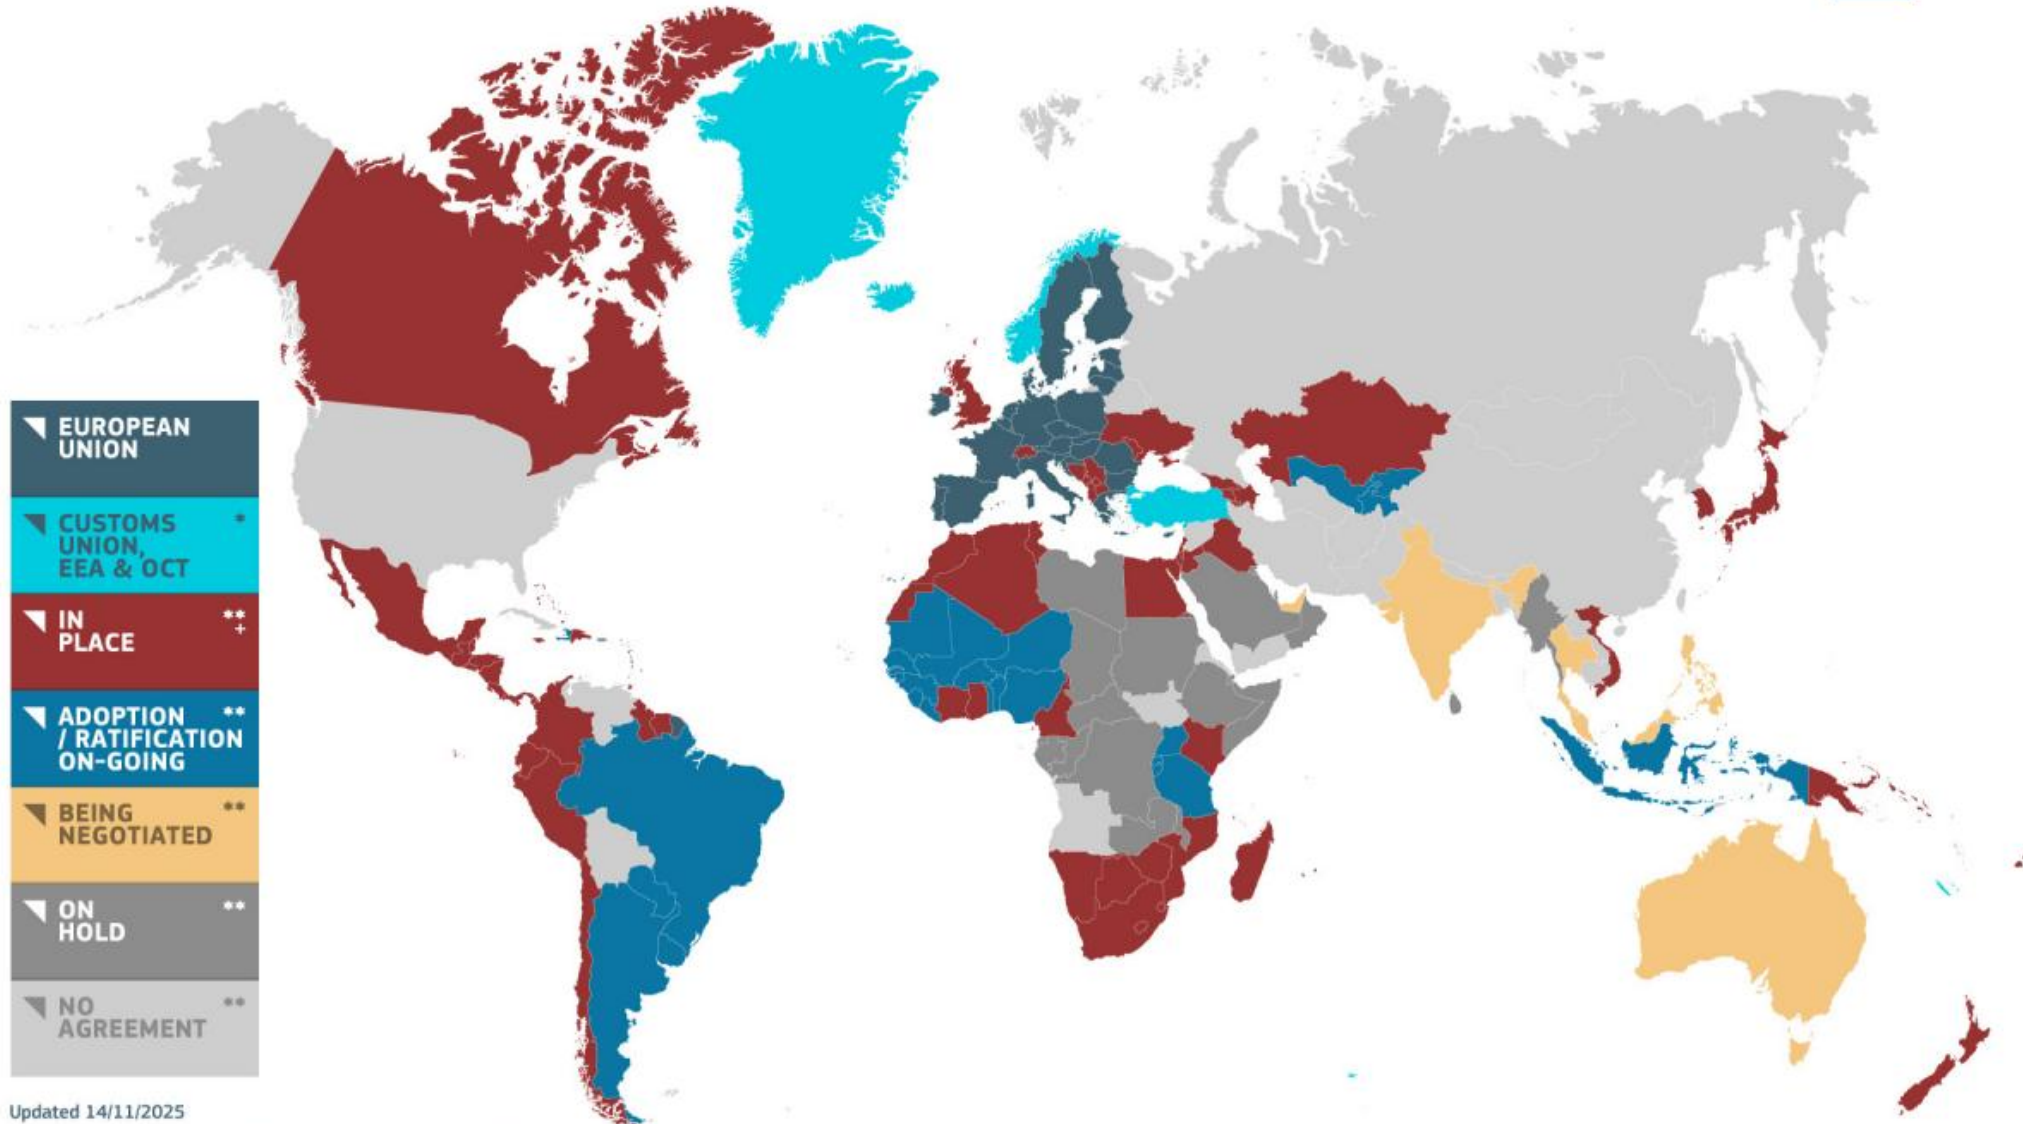 EUROPEAN
UNION
CUSTOMS *
UNION,
EEA & OCT
IN **
PLACE +
ADOPTION **
/ RATIFICATION
ON-GOING
BEING **
NEGOTIATED
ON **
HOLD
NO **
AGREEMENT
Updated 14/11/2025